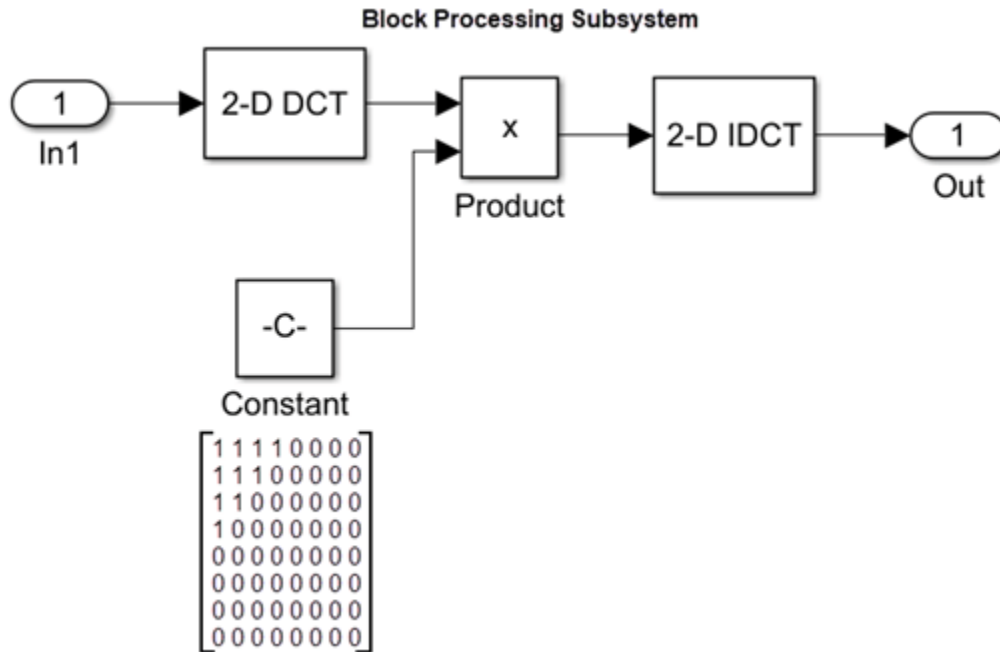 Block Processing Subsystem
1
In1
2-D DCT
x
Product
2-D IDCT
1
Out
-C-
Constant
1 1 1 1 0 0 0 0
1 1 1 0 0 0 0 0
1 1 0 0 0 0 0 0
1 0 0 0 0 0 0 0
0 0 0 0 0 0 0 0
0 0 0 0 0 0 0 0
0 0 0 0 0 0 0 0
0 0 0 0 0 0 0 0